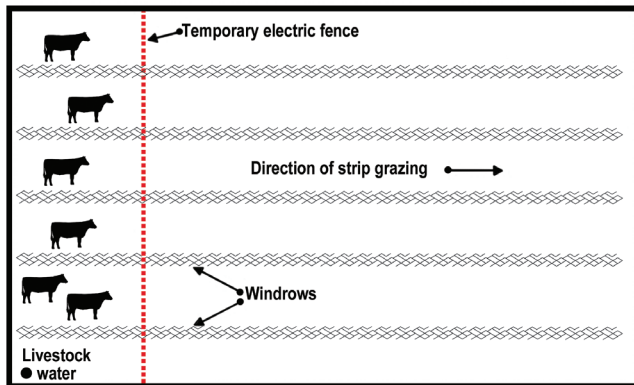 Temporary electric fence
Direction of strip grazing
Windrows
Livestock
water